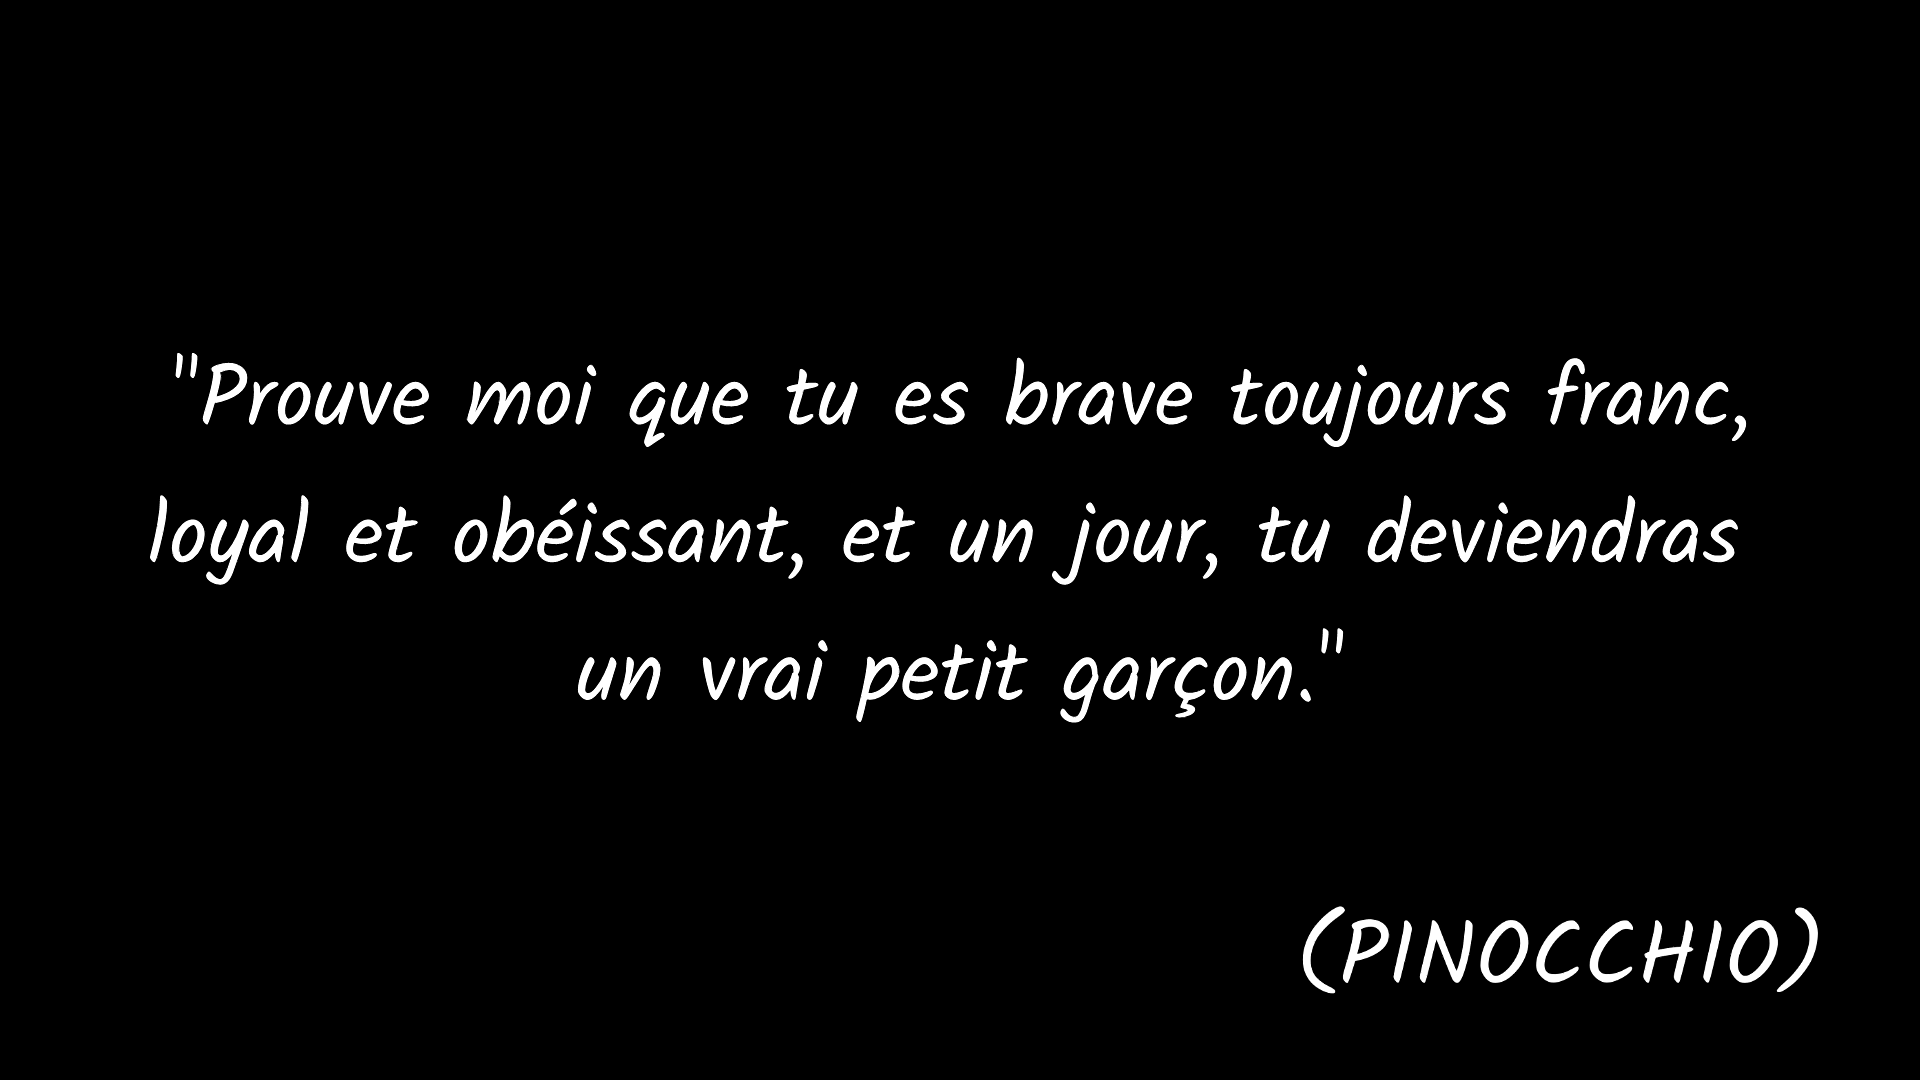 "Prouve moi que tu es brave toujours franc,
loyal et obéissant, et un jour, tu deviendras
un vrai petit garçon."
(PINOCCHIO)